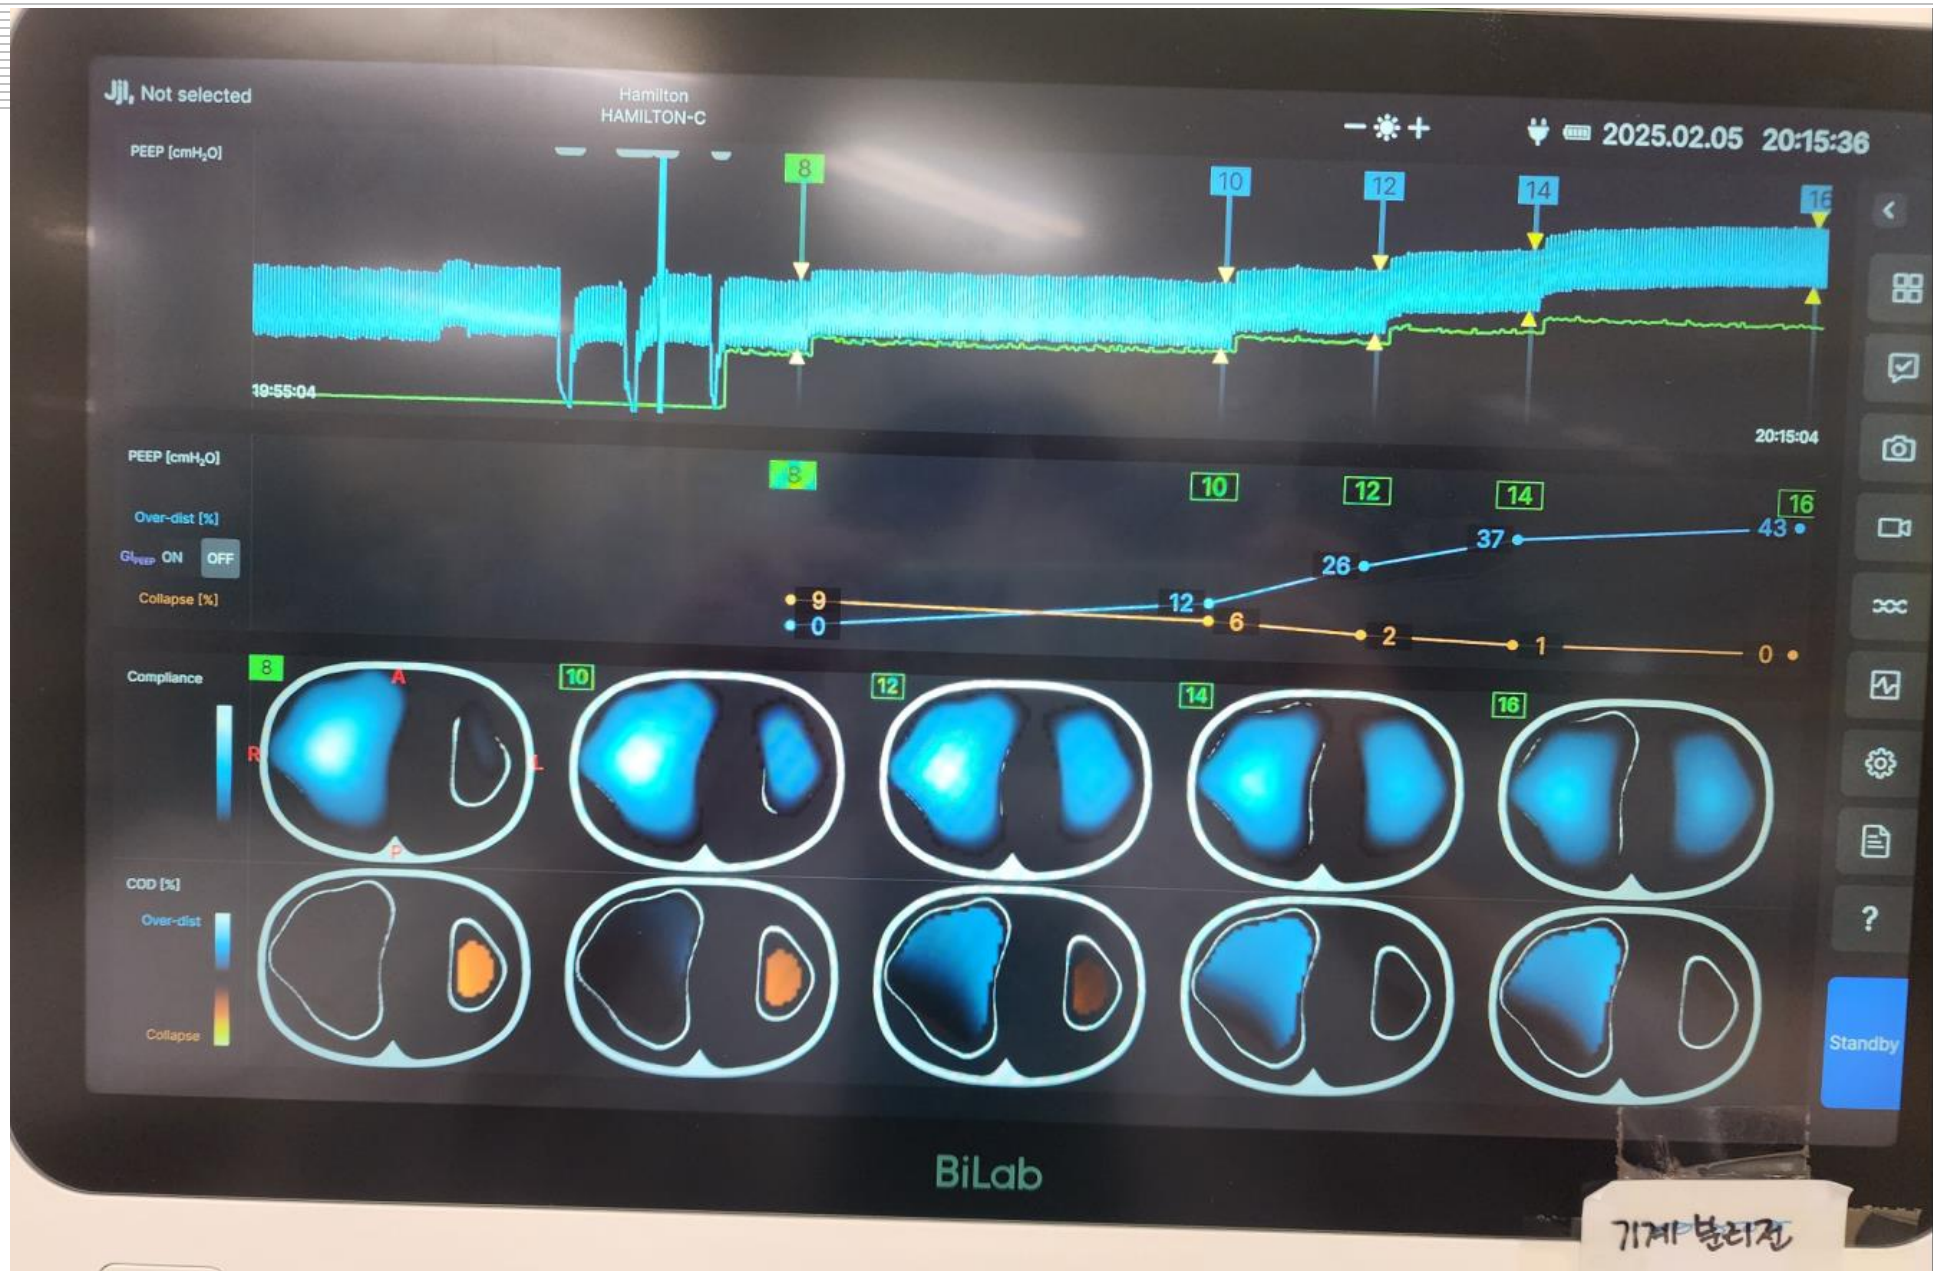 Not selected
Hamilton
HAMILTON-C
2025.02.05 20:15:36
PEEP [cmH₂O]
8
10
12
14
16
19:55:04
20:15:04
PEEP [cmH₂O]
8
10
12
14
16
Over-dist [%]
43
37
26
GI_PEEP ON OFF
Collapse [%]
9
12
0
6
2
1
0
Compliance
8
10
12
14
16
A
R
L
P
COD [%]
Over-dist
Collapse
?
Standby
BiLab
기계 분리전